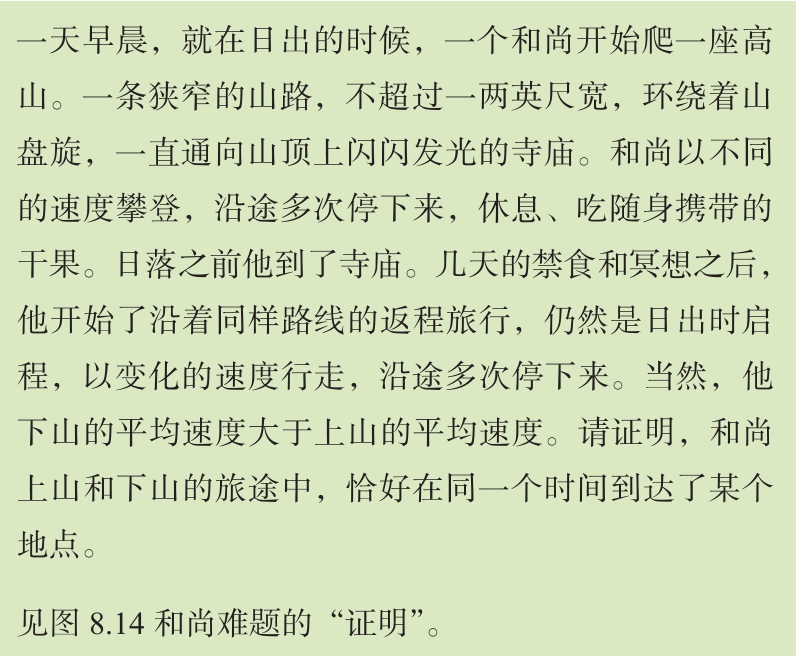 一天早晨，就在日出的时候，一个和尚开始爬一座高
山。一条狭窄的山路，不超过一两英尺宽，环绕着山
盘旋，一直通向山顶上闪闪发光的寺庙。和尚以不同
的速度攀登，沿途多次停下来，休息、吃随身携带的
干果。日落之前他到了寺庙。几天的禁食和冥想之后，
他开始了沿着同样路线的返程旅行，仍然是日出时启
程，以变化的速度行走，沿途多次停下来。当然，他
下山的平均速度大于上山的平均速度。请证明，和尚
上山和下山的旅途中，恰好在同一个时间到达了某个
地点。
见图 8.14 和尚难题的“证明”。